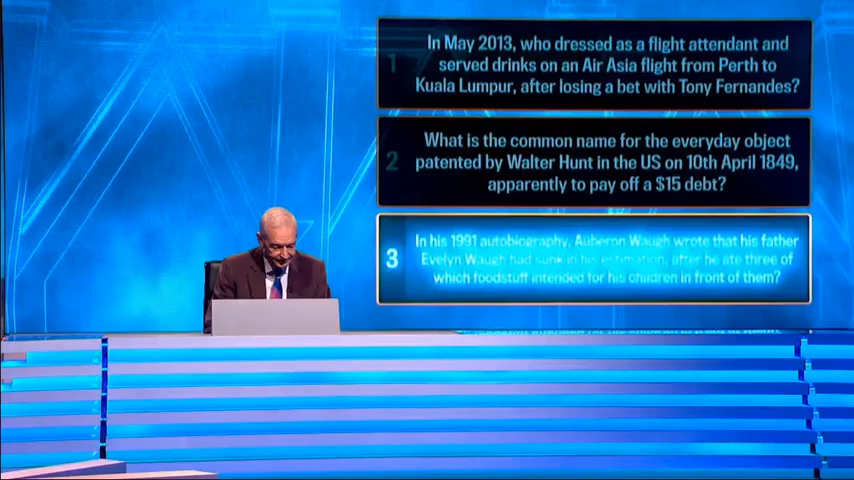 1
In May 2013, who dressed as a flight attendant and
served drinks on an Air Asia flight from Perth to
Kuala Lumpur, after losing a bet with Tony Fernandes?
2
What is the common name for the everyday object
patented by Walter Hunt in the US on 10th April 1849,
apparently to pay off a $15 debt?
3
In his 1991 autobiography, Auberon Waugh wrote that his father
Evelyn Waugh had sunk in his estimation, after he ate three of
which foodstuff intended for his children in front of them?